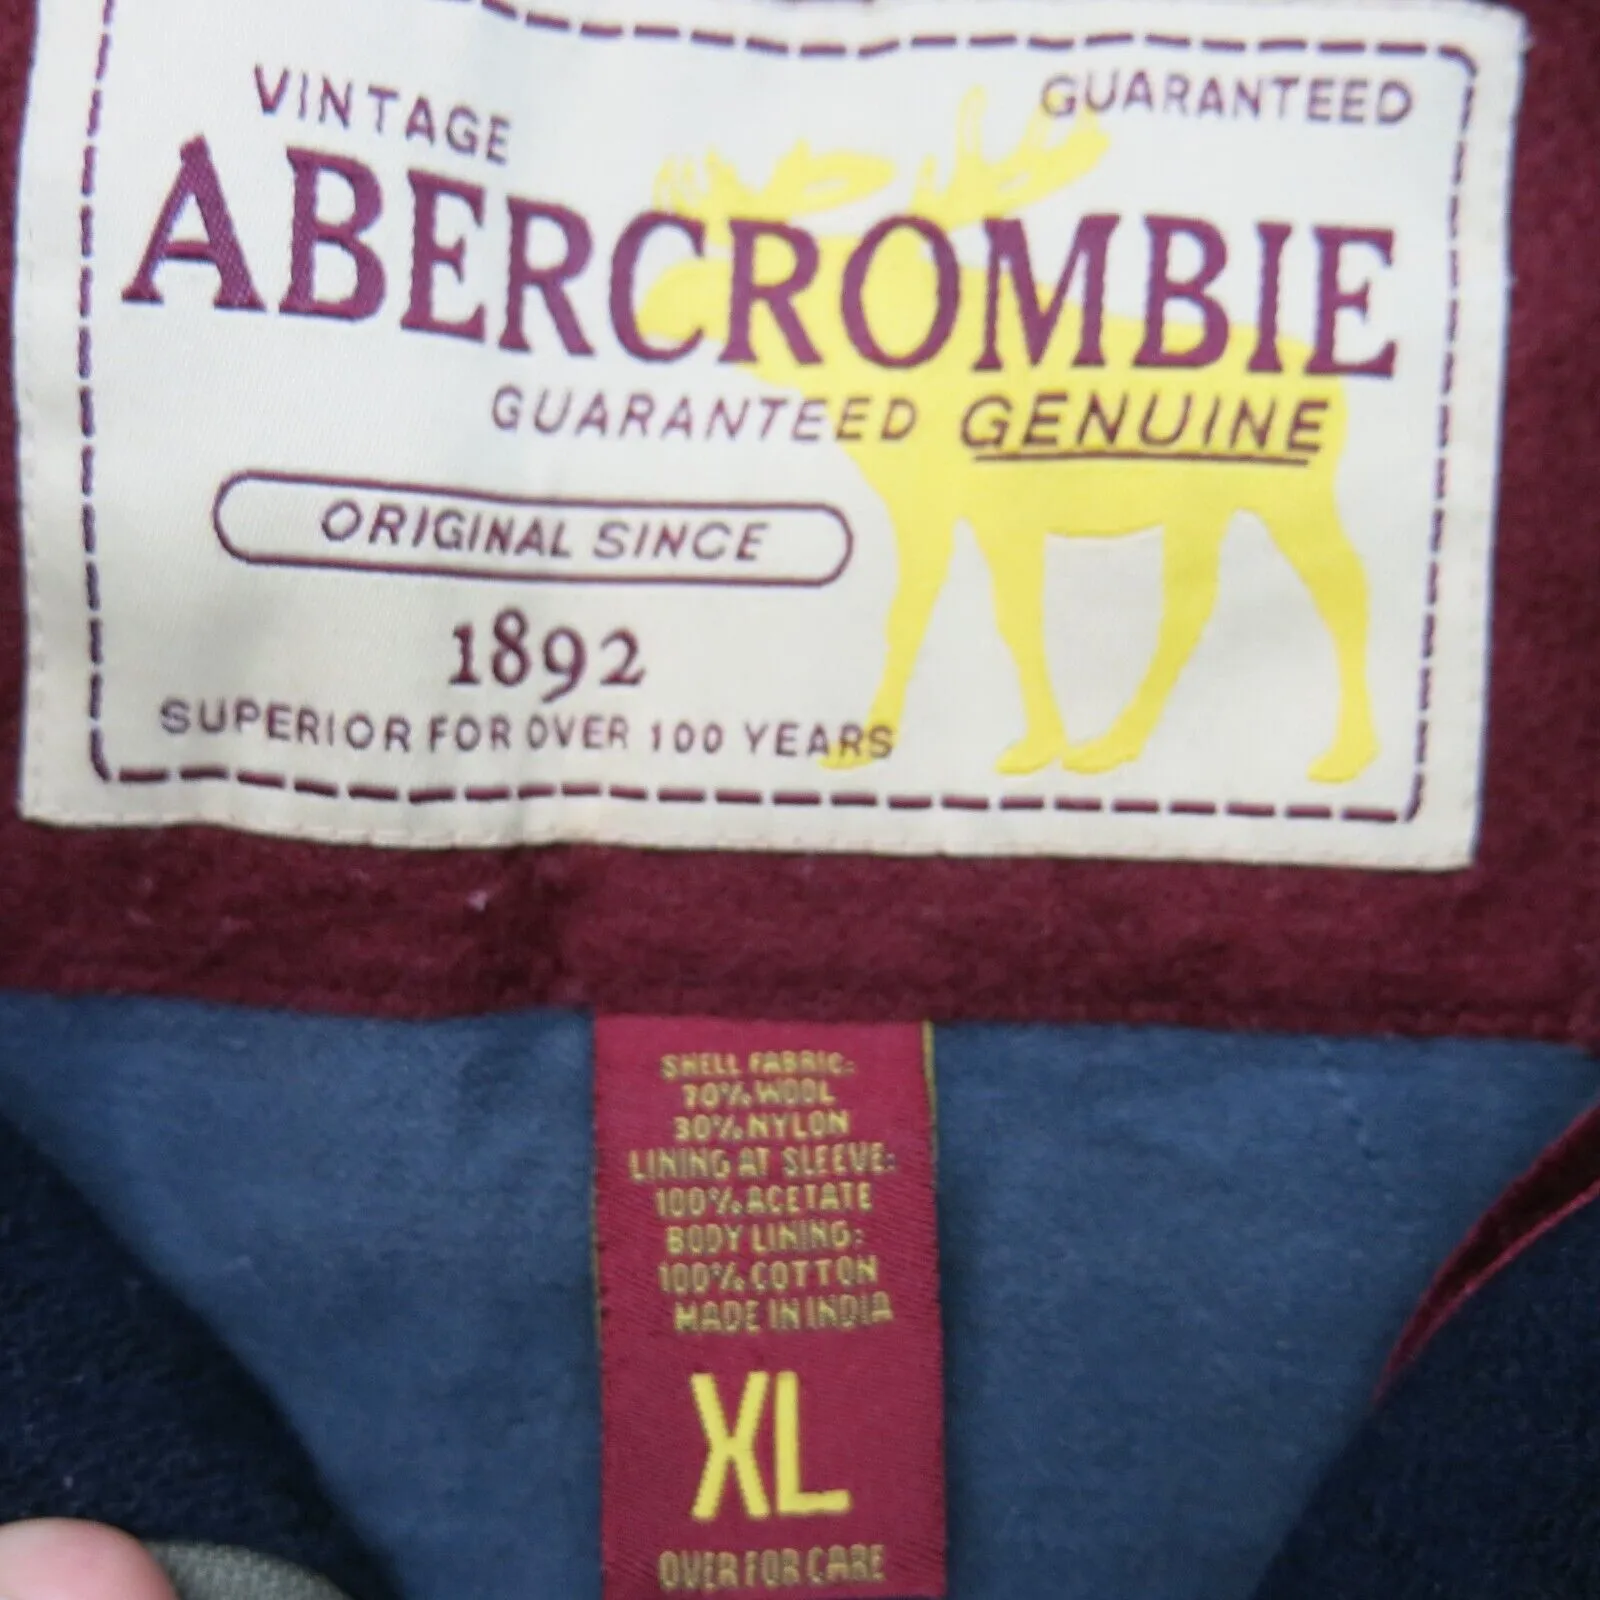 VINTAGE
GUARANTEED
ABERCROMBIE
GUARANTEED GENUINE
ORIGINAL SINCE
1892
SUPERIOR FOR OVER 100 YEARS
SHELL FABRIC:
70% WOOL
30% NYLON
LINING AT SLEEVE:
100% ACETATE
BODY LINING:
100% COTTON
MADE IN INDIA
XL
OVER FOR CARE